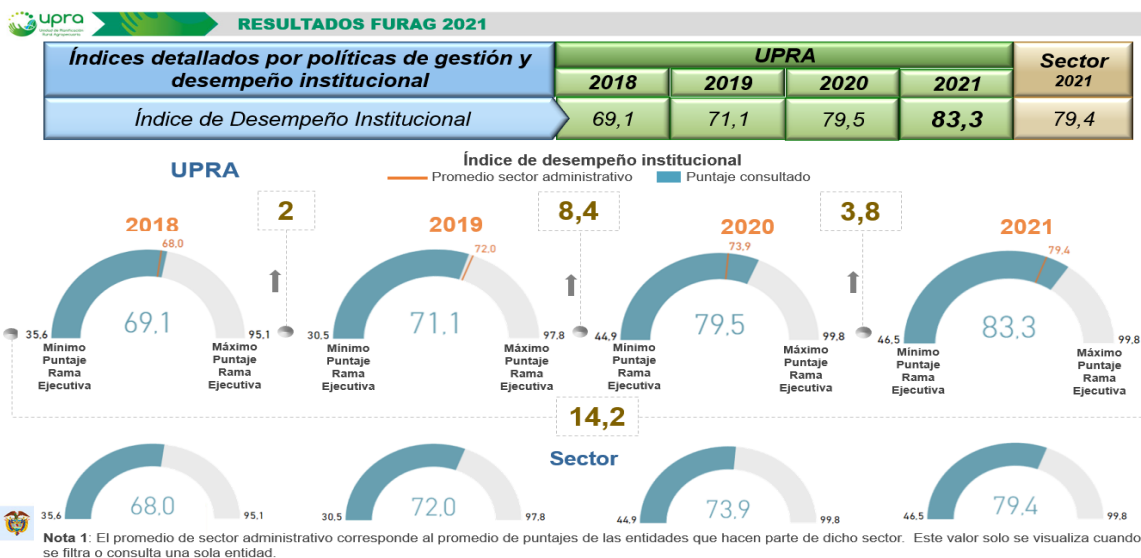 upra
Unidad de Planificación
Rural Agropecuaria
RESULTADOS FURAG 2021
Índices detallados por políticas de gestión y
desempeño institucional
UPRA
Sector
2021
2018 2019 2020 2021
Índice de Desempeño Institucional 69,1 71,1 79,5 83,3 79,4
Índice de desempeño institucional
UPRA
Promedio sector administrativo Puntaje consultado
2 8,4 3,8
2018 2019 2020 2021
68,0 72,0 73,9 79,4
69,1 71,1 79,5 83,3
35,6 95,1 30,5 97,8 44,9 99,8 46,5 99,8
Mínimo
Puntaje
Rama
Ejecutiva
Máximo
Puntaje
Rama
Ejecutiva
Mínimo
Puntaje
Rama
Ejecutiva
Máximo
Puntaje
Rama
Ejecutiva
Mínimo
Puntaje
Rama
Ejecutiva
Máximo
Puntaje
Rama
Ejecutiva
Mínimo
Puntaje
Rama
Ejecutiva
Máximo
Puntaje
Rama
Ejecutiva
14,2
Sector
68,0 72,0 73,9 79,4
35,6 95,1 30,5 97,8 44,9 99,8 46,5 99,8
Nota 1: El promedio de sector administrativo corresponde al promedio de puntajes de las entidades que hacen parte de dicho sector. Este valor solo se visualiza cuando
se filtra o consulta una sola entidad.